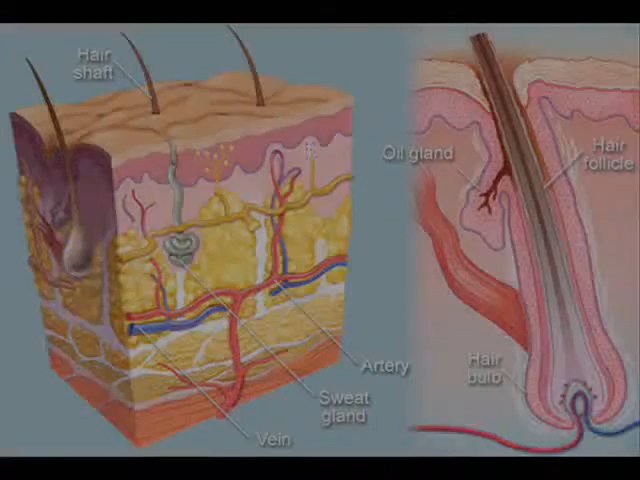 Hair
shaft
Oil gland
Hair
follicle
Artery
Hair
bulb
Sweat
gland
Vein